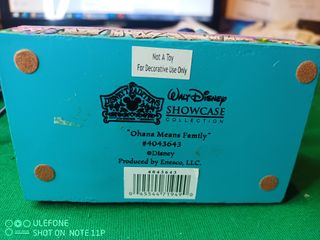 Not A Toy
For Decorative Use Only
WALT DISNEY
SHOWCASE
COLLECTION
"Ohana Means Family"
#4043643
©Disney
Produced by Enesco, LLC.
4043643
ULEFONE
SHOT ON NOTE 11P